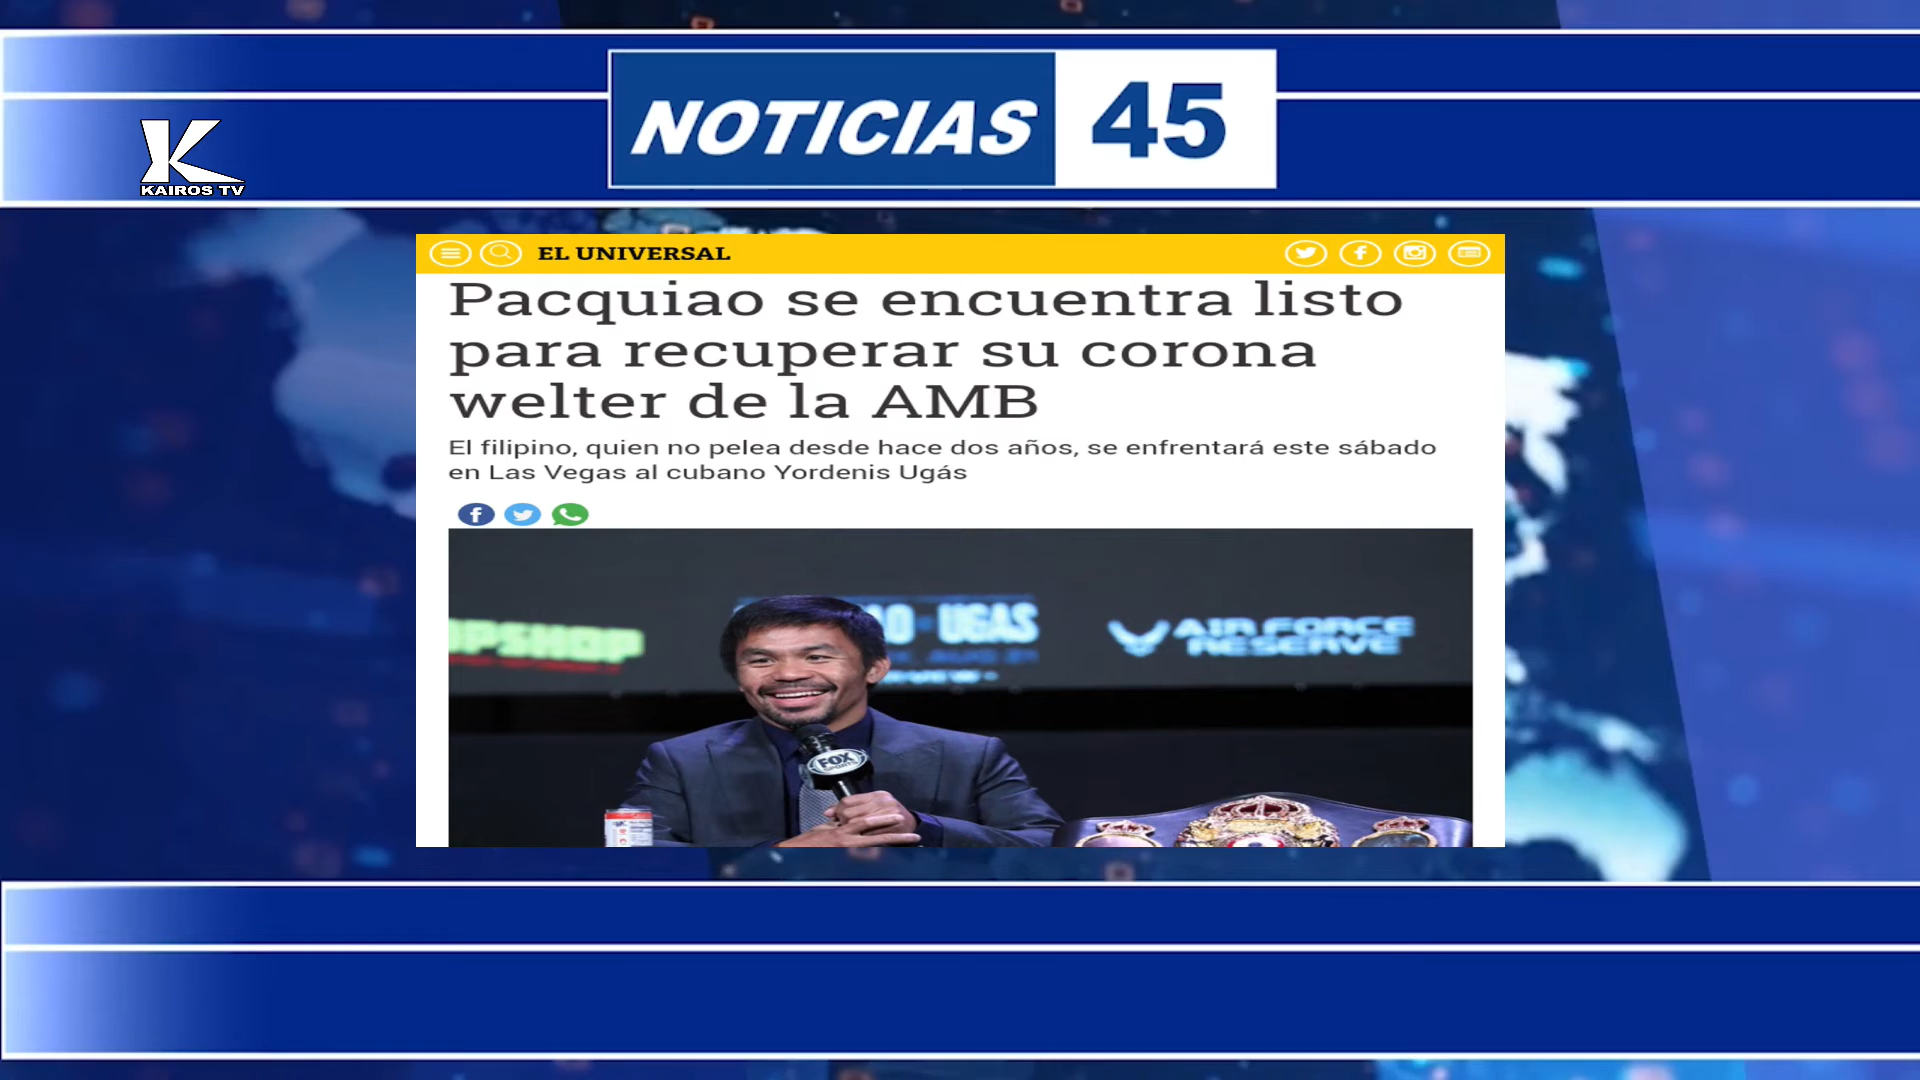 NOTICIAS 45
KAIROS TV
EL UNIVERSAL
Pacquiao se encuentra listo
para recuperar su corona
welter de la AMB
El filipino, quien no pelea desde hace dos años, se enfrentará este sábado
en Las Vegas al cubano Yordenis Ugás
UGAS
AIR FORCE
RESERVE
FOX
SPORTS